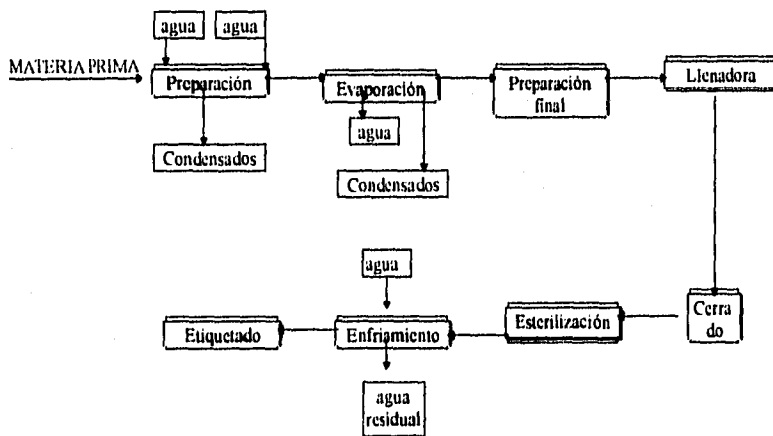 agua
agua
MATERIA PRIMA
Preparación
Evaporación
Preparación
final
Llenadora
agua
Condensados
Condensados
agua
Cerra
do
Esterilización
Enfriamiento
Etiquetado
agua
residual